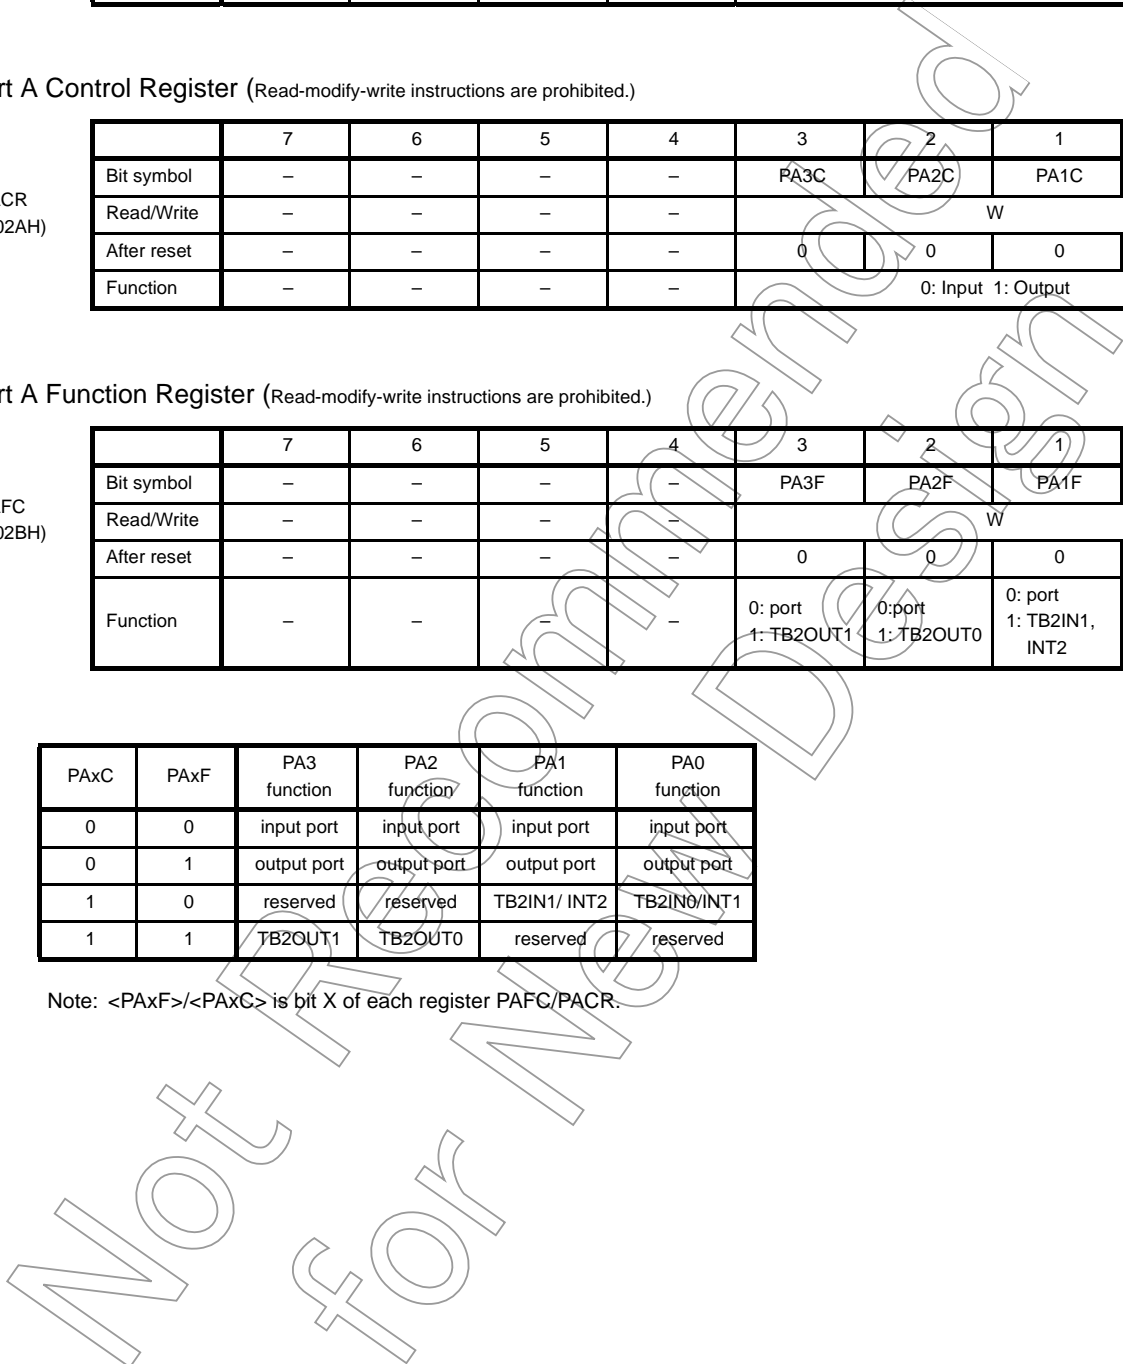 rt A Control Register (Read-modify-write instructions are prohibited.)
7 6 5 4 3 2 1
Bit symbol – – – – PA3C PA2C PA1C
CR
02AH)
Read/Write – – – – W
After reset – – – – 0 0 0
Function – – – – 0: Input 1: Output
rt A Function Register (Read-modify-write instructions are prohibited.)
7 6 5 4 3 2 1
Bit symbol – – – – PA3F PA2F PA1F
FC
02BH)
Read/Write – – – – W
After reset – – – – 0 0 0
Function – – – – 0: port 1: TB2OUT1 0:port 1: TB2OUT0 0: port 1: TB2IN1, INT2
PAxC PAxF PA3 function PA2 function PA1 function PA0 function
0 0 input port input port input port input port
0 1 output port output port output port output port
1 0 reserved reserved TB2IN1/ INT2 TB2IN0/INT1
1 1 TB2OUT1 TB2OUT0 reserved reserved
Note: <PAxF>/<PAxC> is bit X of each register PAFC/PACR.
Not Recommended
for New Design